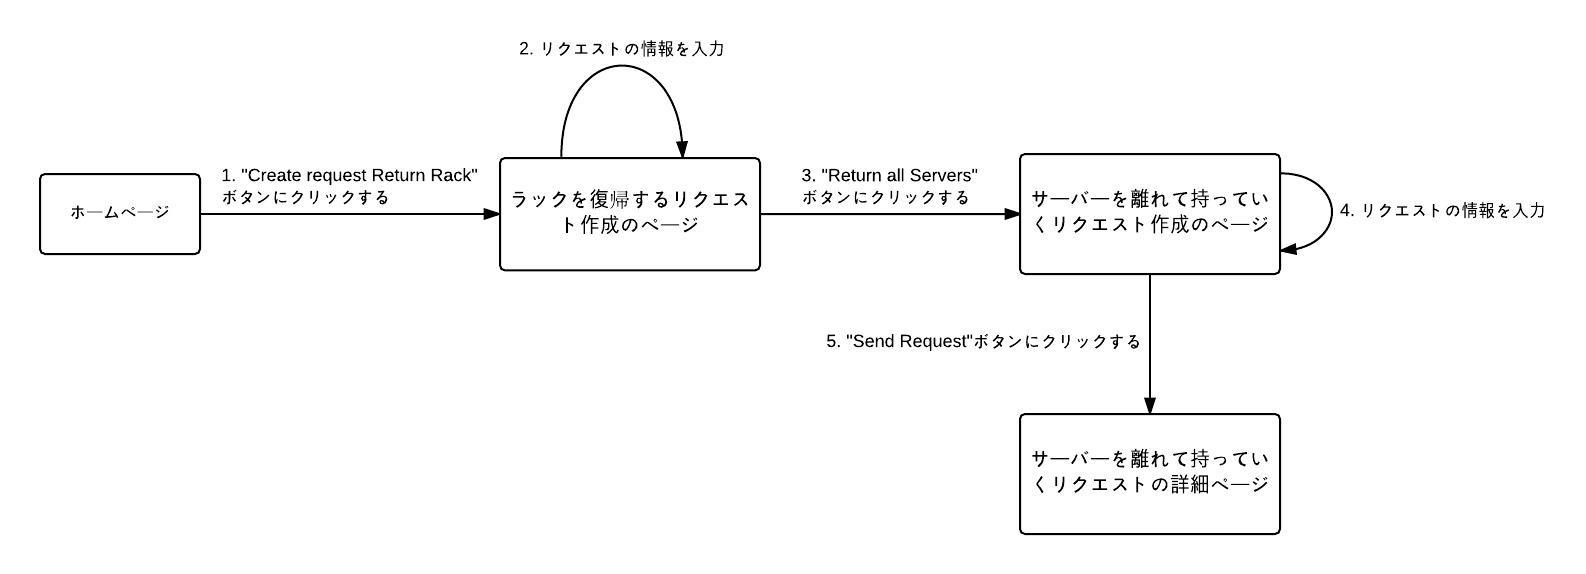 2. リクエストの情報を入力
1. "Create request Return Rack"
ボタンにクリックする
ホームページ
ラックを復帰するリクエス
ト作成のページ
3. "Return all Servers"
ボタンにクリックする
サーバーを離れて持ってい
くリクエスト作成のページ
4. リクエストの情報を入力
5. "Send Request"ボタンにクリックする
サーバーを離れて持ってい
くリクエストの詳細ページ